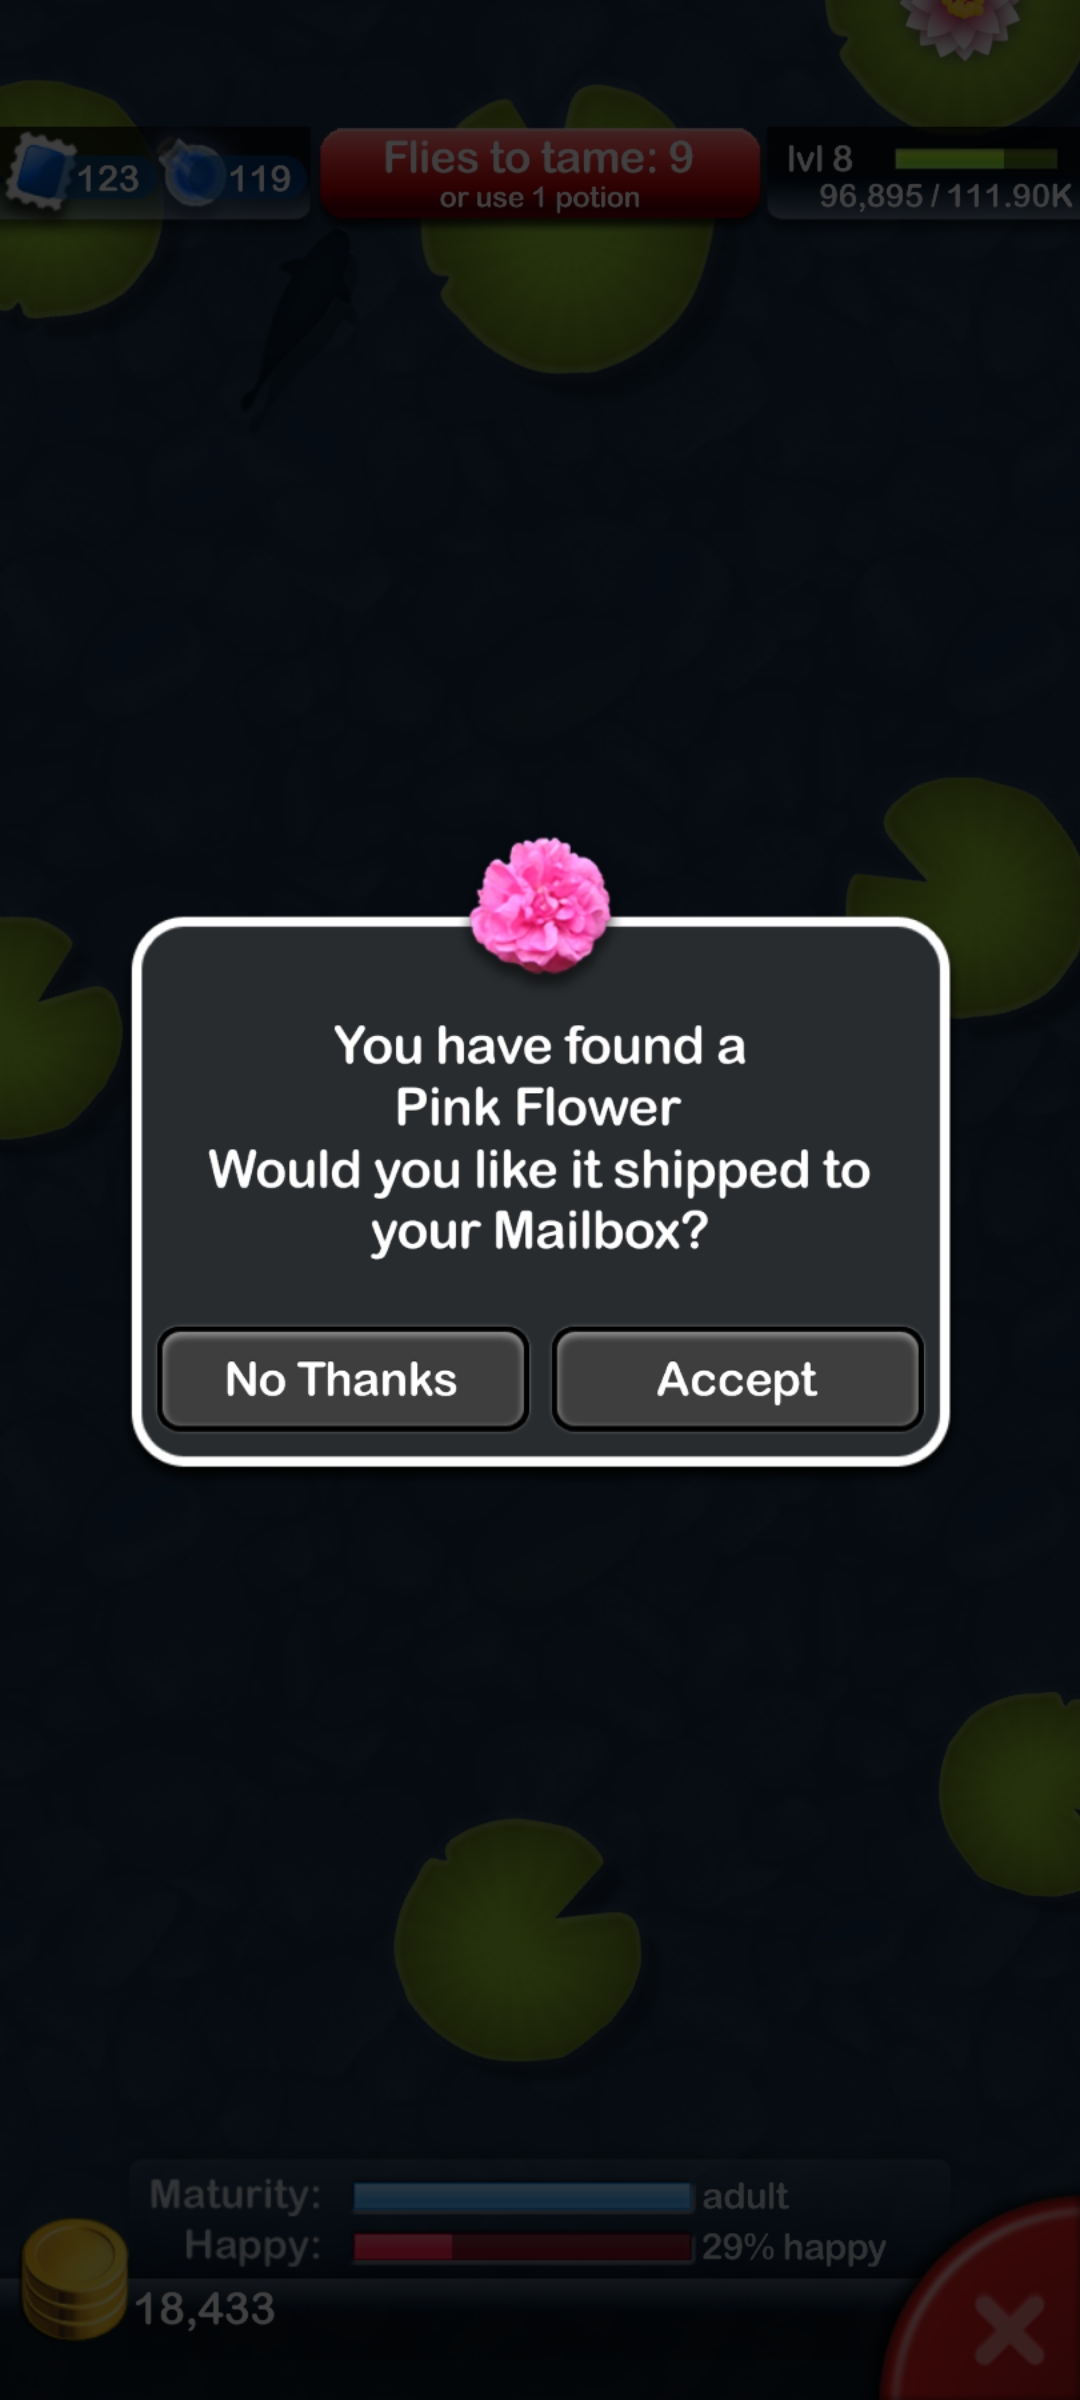 123
119
Flies to tame: 9
or use 1 potion
lvl 8
96,895 / 111.90K
You have found a
Pink Flower
Would you like it shipped to
your Mailbox?
No Thanks
Accept
Maturity:
adult
Happy:
29% happy
18,433